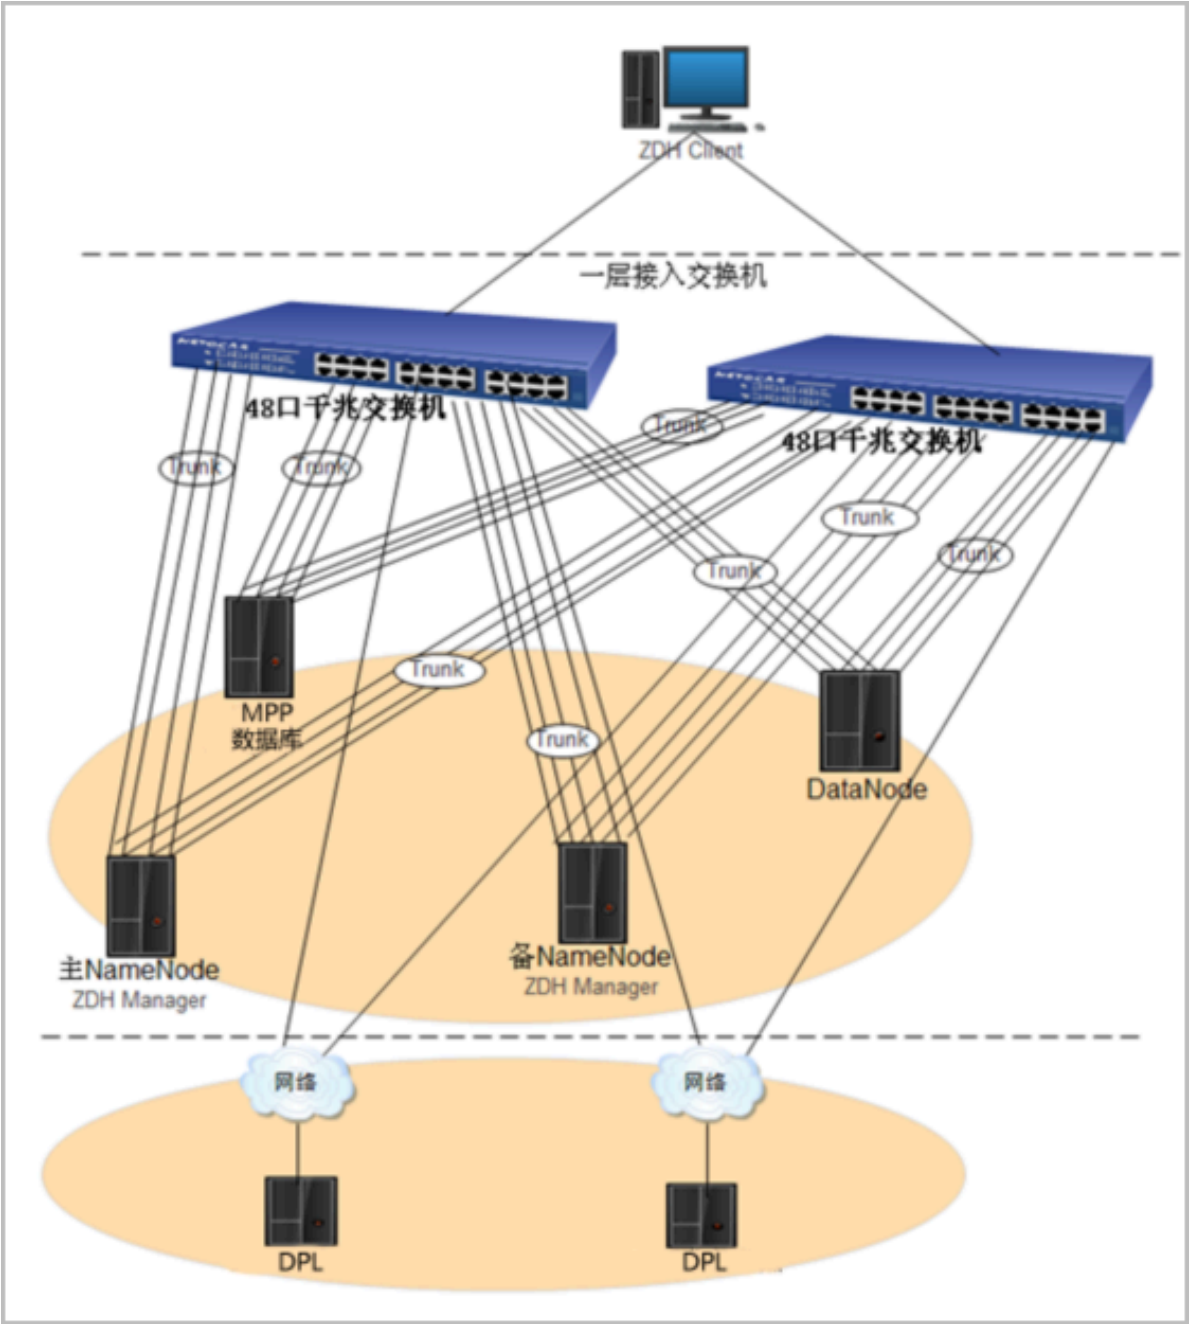 ZDH Client
一层接入交换机
48口千兆交换机
48口千兆交换机
Trunk
Trunk
Trunk
Trunk
Trunk
Trunk
Trunk
Trunk
MPP
数据库
DataNode
主NameNode
ZDH Manager
备NameNode
ZDH Manager
网络
网络
DPL
DPL